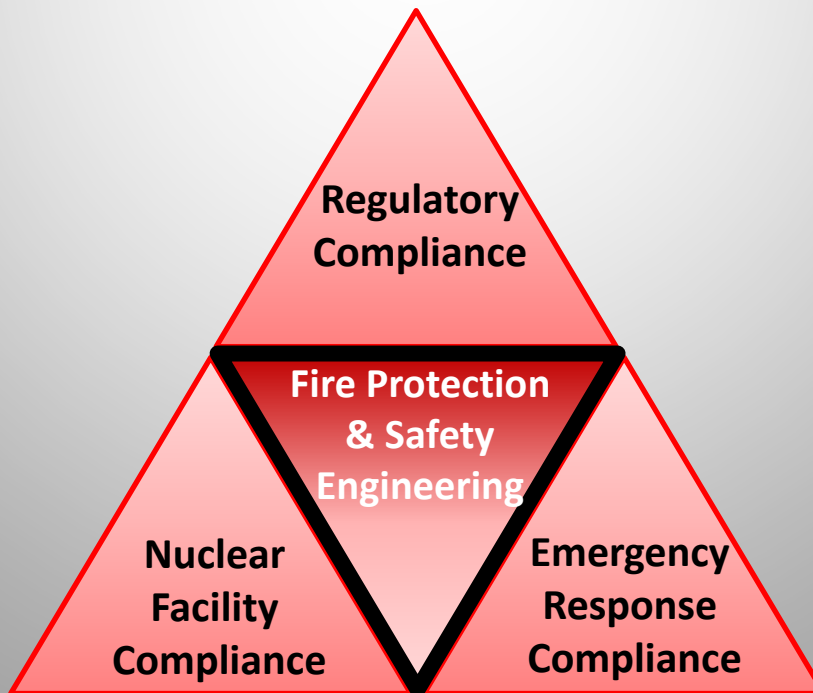 Regulatory
Compliance
Fire Protection
& Safety
Engineering
Nuclear
Facility
Compliance
Emergency
Response
Compliance